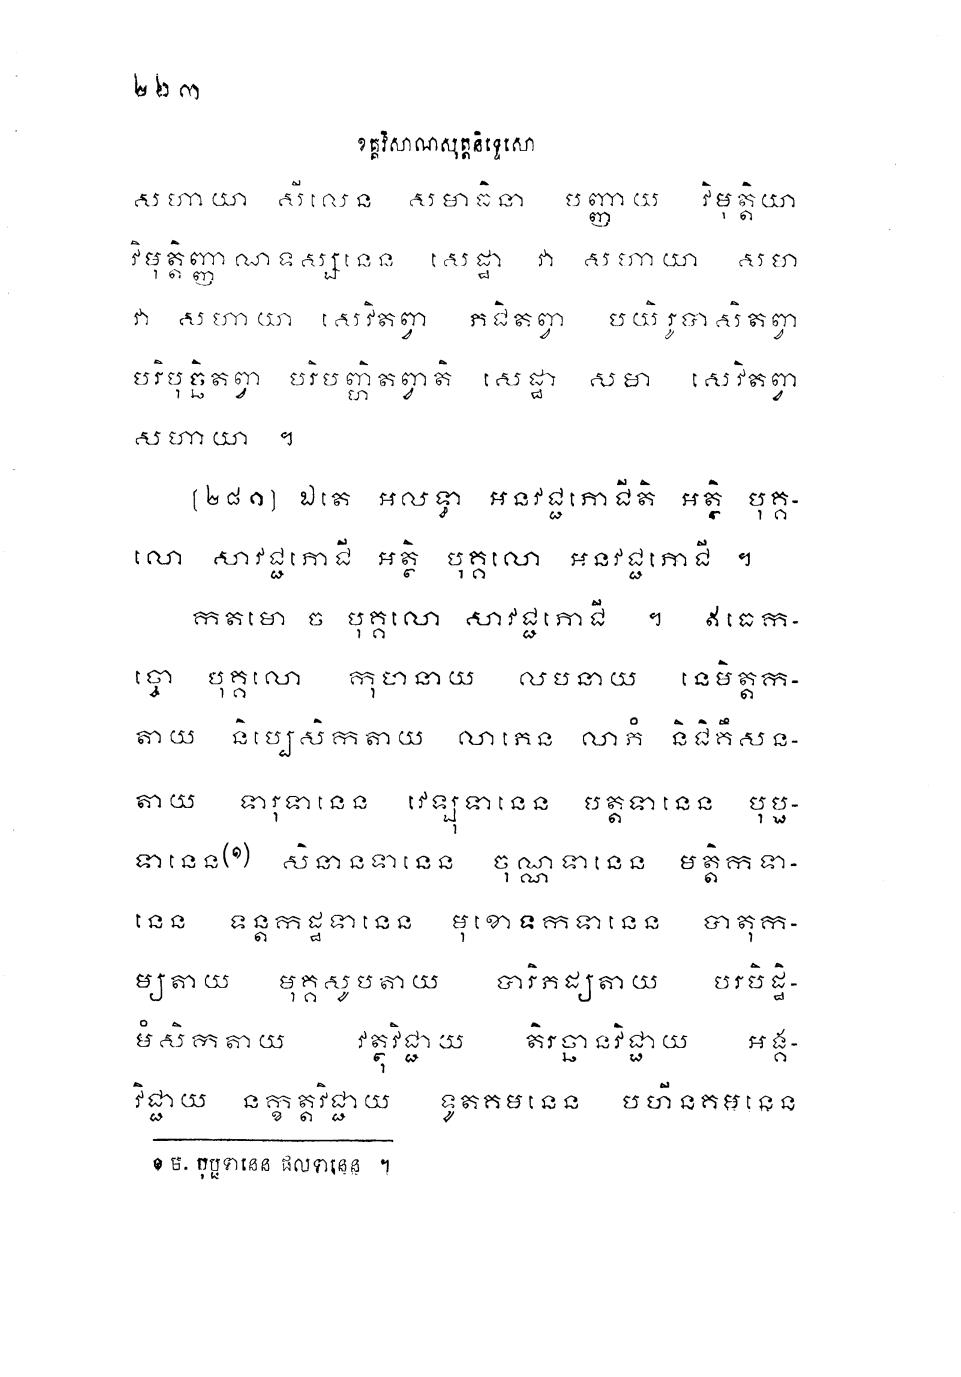 ២២៣
ខគ្គវិសាណសុត្តនិទ្ទេសោ
សហាយា សីលេន សមាធិនា បញ្ញាយ វិមុត្តិយា
វិមុត្តិញ្ញាណទស្សនេន សេដ្ឋា វា សហាយា សមា
វា សហាយា សេវិតព្វា ភជិតព្វា បយិរូបាសិតព្វា
បរិបុច្ឆិតព្វា បរិបញ្ហិតព្វាតិ សេដ្ឋា សមា សេវិតព្វា
សហាយា ។
[២៨១] ឯតេ អលទ្ធា អនវជ្ជភោជីតិ អត្ថិ បុគ្គ-
លោ សាវជ្ជភោជី អត្ថិ បុគ្គលោ អនវជ្ជភោជី ។
កតមោ ច បុគ្គលោ សាវជ្ជភោជី ។ ឥធេក-
ច្ចោ បុគ្គលោ កុហនាយ លបនាយ នេមិត្តក-
តាយ និប្បេសិកតាយ លាភេន លាភំ និជិគឹសន-
តាយ ទារុទានេន វេឡុទានេន បត្តទានេន បុប្ផ-
ទានេន(១) សិនានទានេន ចុណ្ណទានេន មត្តិកទា-
នេន ទន្តកដ្ឋទានេន មុខោទកទានេន ចាតុក-
ម្យតាយ មុគ្គសូបតាយ បារិភដ្យតាយ បរបិដ្ឋិ-
មំសិកតាយ វត្ថុវិជ្ជាយ តិរច្ឆានវិជ្ជាយ អង្គ-
វិជ្ជាយ នក្ខត្តវិជ្ជាយ ទូតគមនេន បហីនគមនេន
១ ម. បុប្ផទានេន ផលទានេន ។